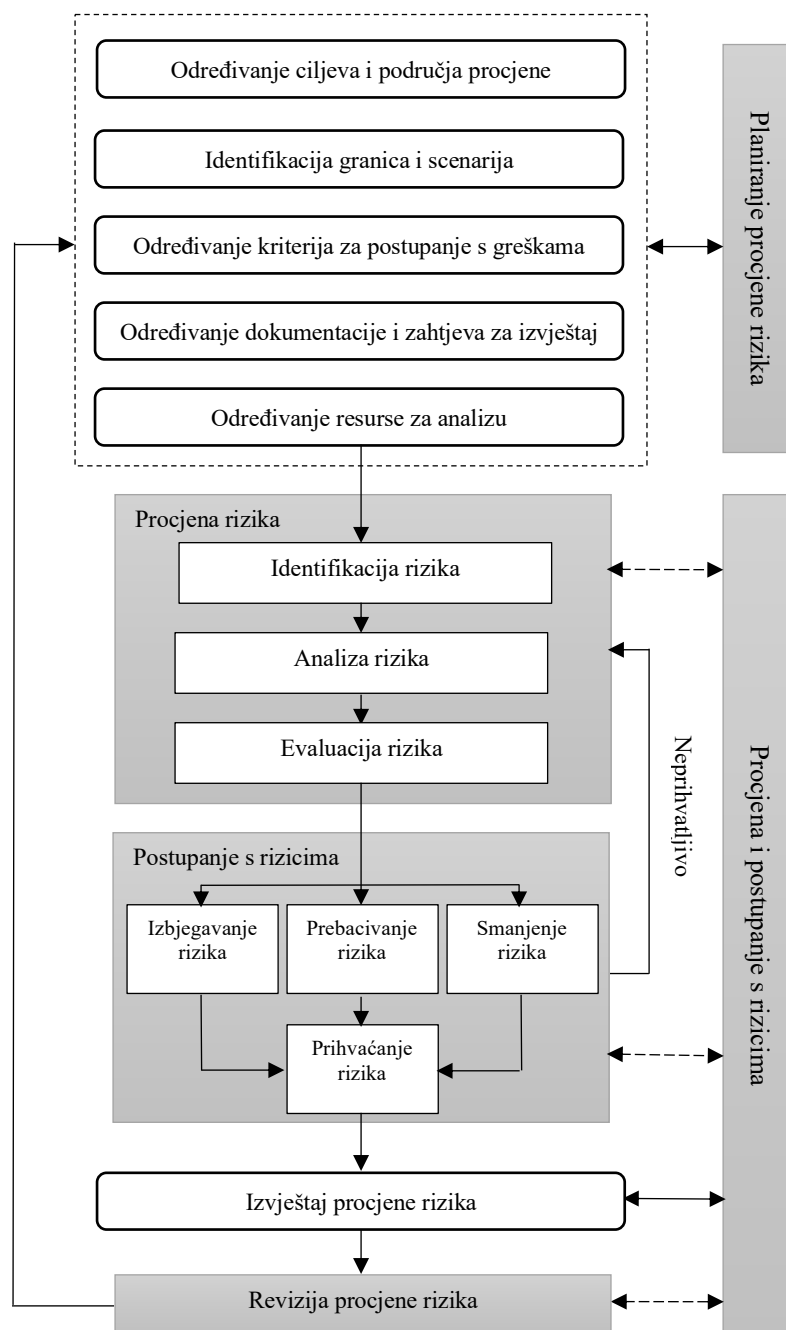 Određivanje ciljeva i područja procjene
Identifikacija granica i scenarija
Određivanje kriterija za postupanje s greškama
Određivanje dokumentacije i zahtjeva za izvještaj
Određivanje resurse za analizu
Planiranje procjene rizika
Procjena rizika
Identifikacija rizika
Analiza rizika
Evaluacija rizika
Neprihvatljivo
Postupanje s rizicima
Izbjegavanje
rizika
Prebacivanje
rizika
Smanjenje
rizika
Prihvaćanje
rizika
Procjena i postupanje s rizicima
Izvještaj procjene rizika
Revizija procjene rizika